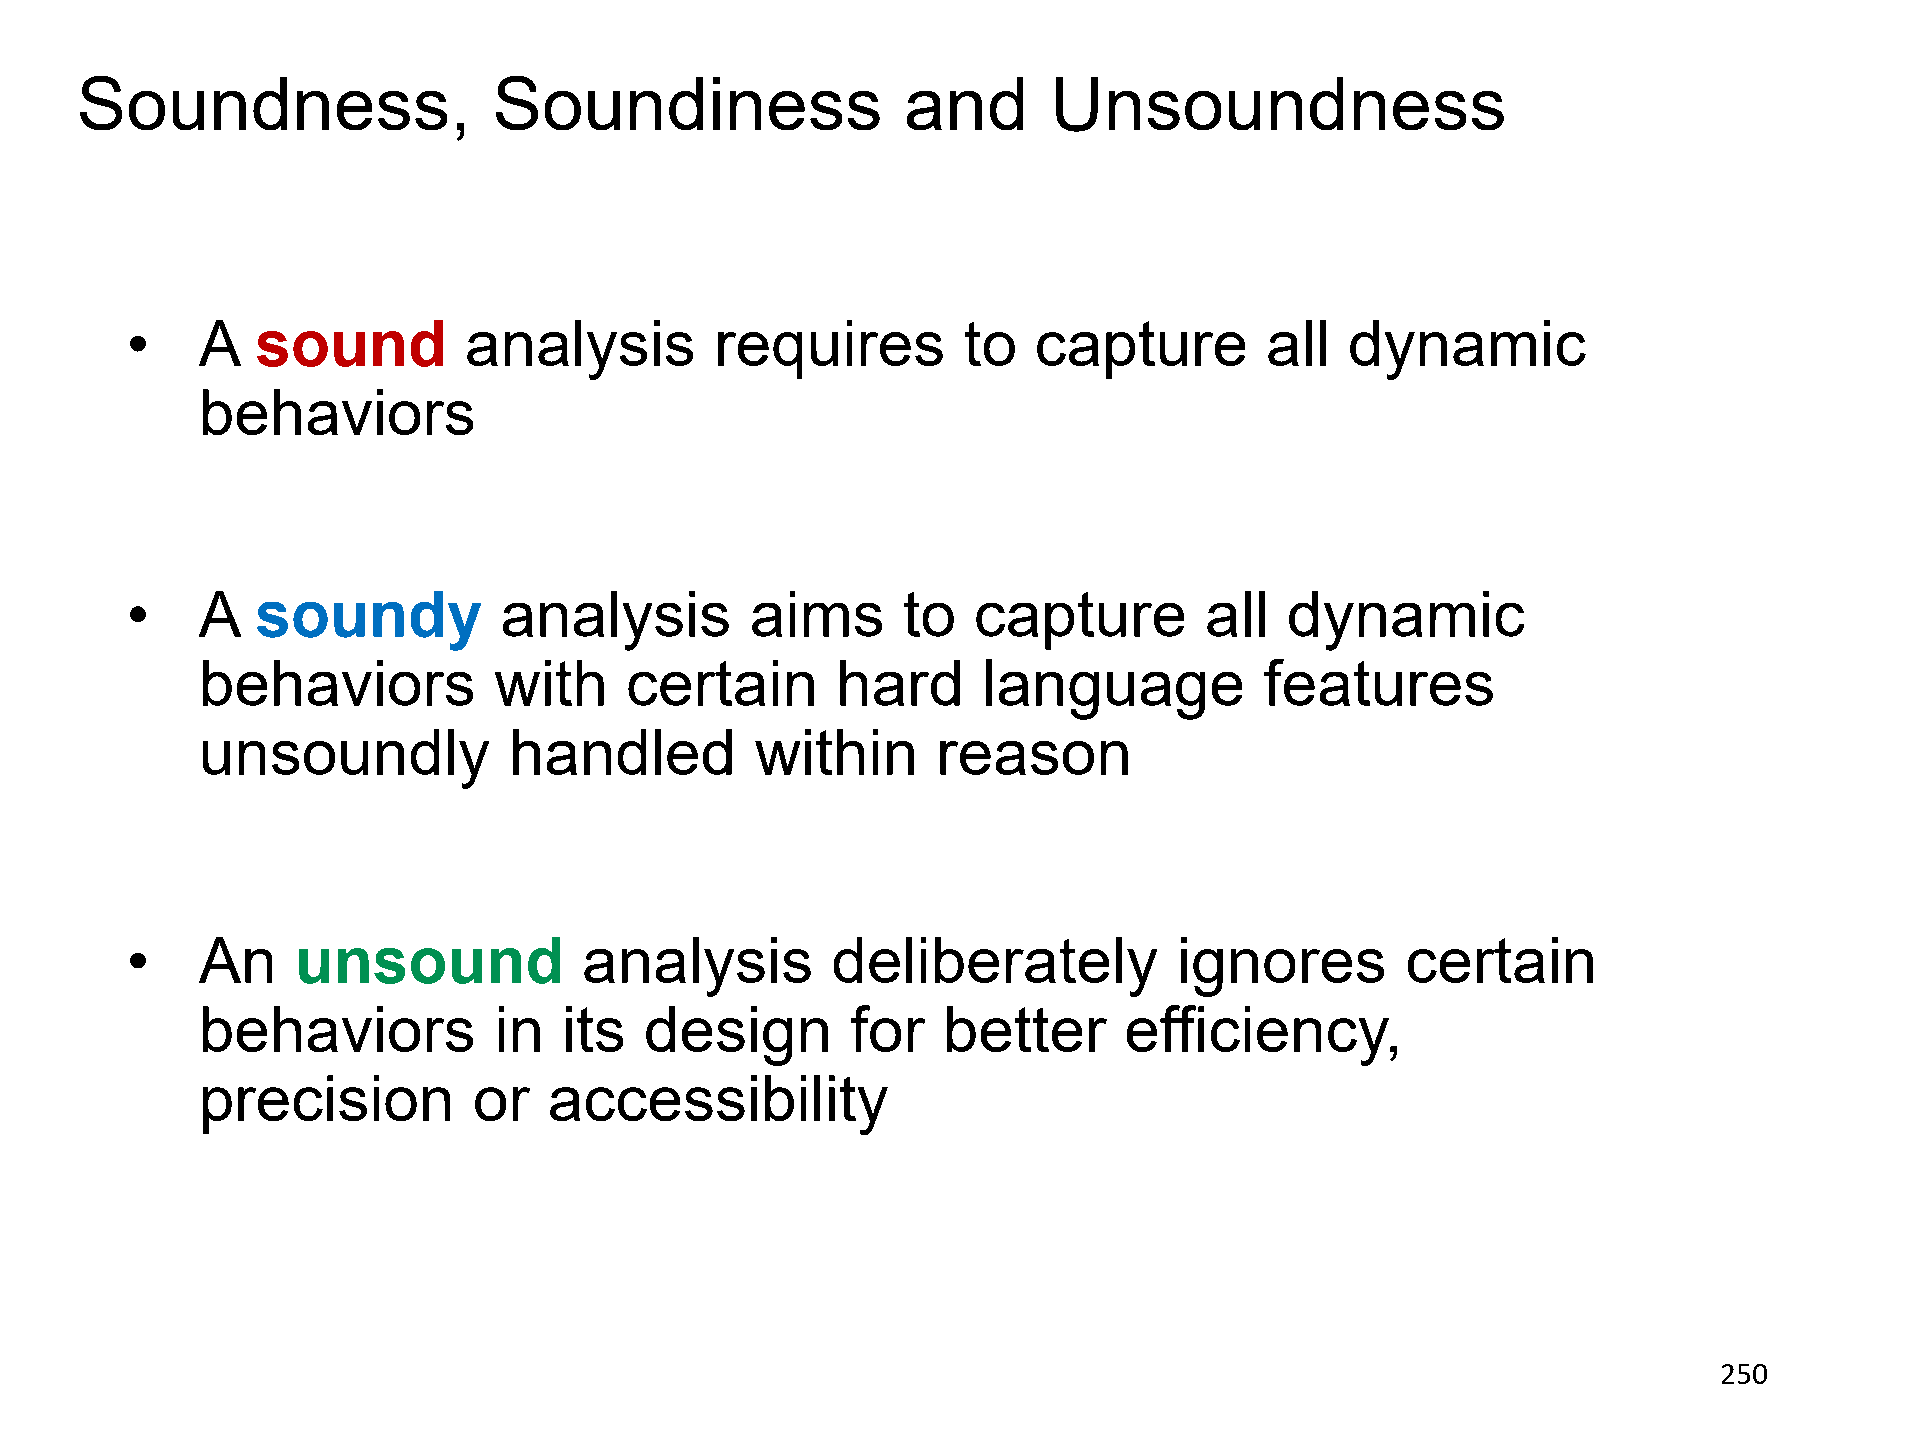 Soundness, Soundiness and Unsoundness
• A sound analysis requires to capture all dynamic
behaviors
• A soundy analysis aims to capture all dynamic
behaviors with certain hard language features
unsoundly handled within reason
• An unsound analysis deliberately ignores certain
behaviors in its design for better efficiency,
precision or accessibility
250